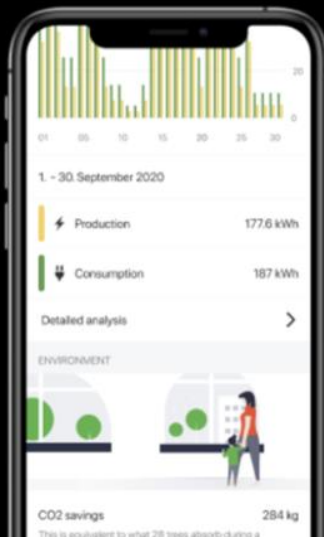 20
0
01 05 10 15 20 25 30
1. - 30. September 2020
Production 177.6 kWh
Consumption 187 kWh
Detailed analysis
ENVIRONMENT
CO2 savings 284 kg
This is equivalent to what 28 trees absorb during a